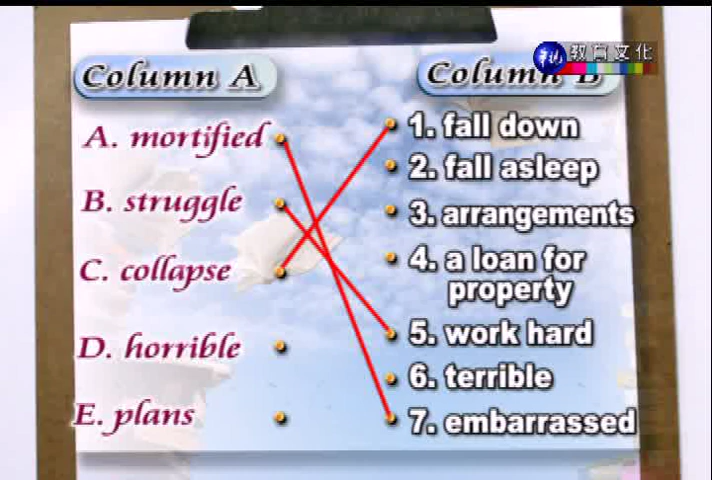 Column A
A. mortified
B. struggle
C. collapse
D. horrible
E. plans
教育文化
Column B
1. fall down
2. fall asleep
3. arrangements
4. a loan for
property
5. work hard
6. terrible
7. embarrassed